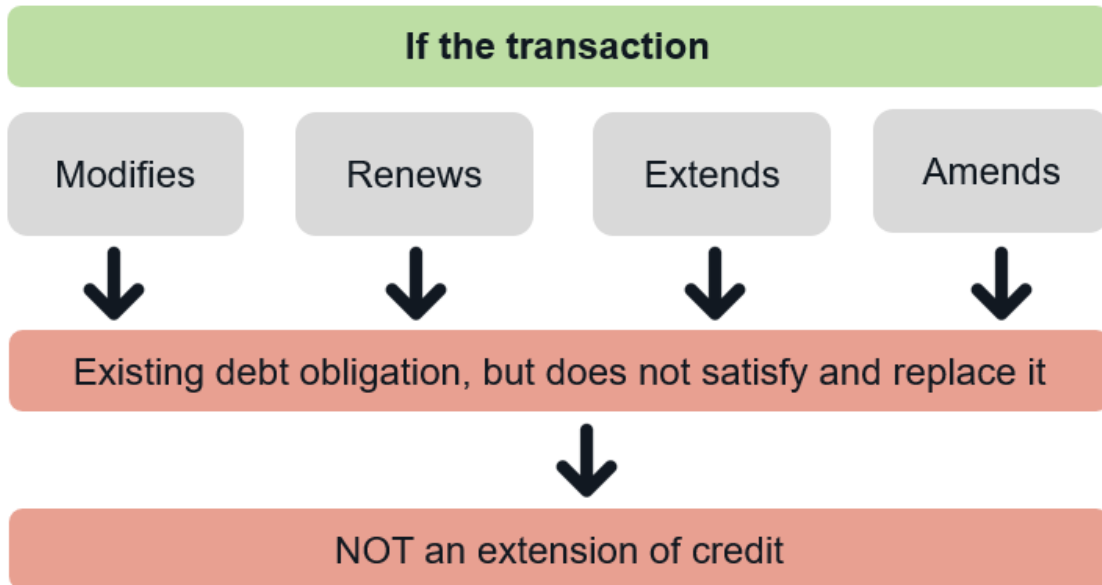 If the transaction
Modifies
Renews
Extends
Amends
Existing debt obligation, but does not satisfy and replace it
NOT an extension of credit